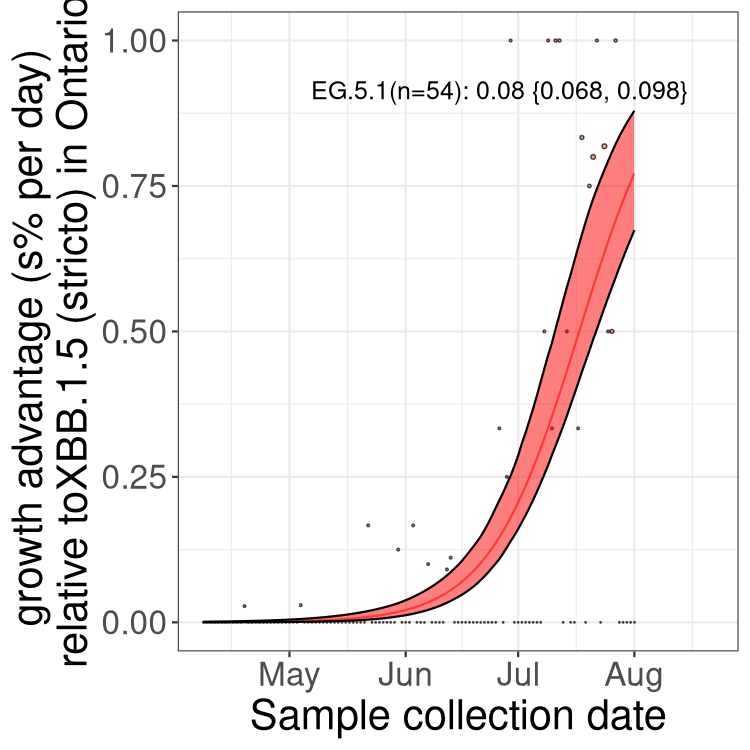 growth advantage (s% per day)
relative toXBB.1.5 (stricto) in Ontario
1.00
0.75
0.50
0.25
0.00
EG.5.1(n=54): 0.08 {0.068, 0.098}
May Jun Jul Aug
Sample collection date